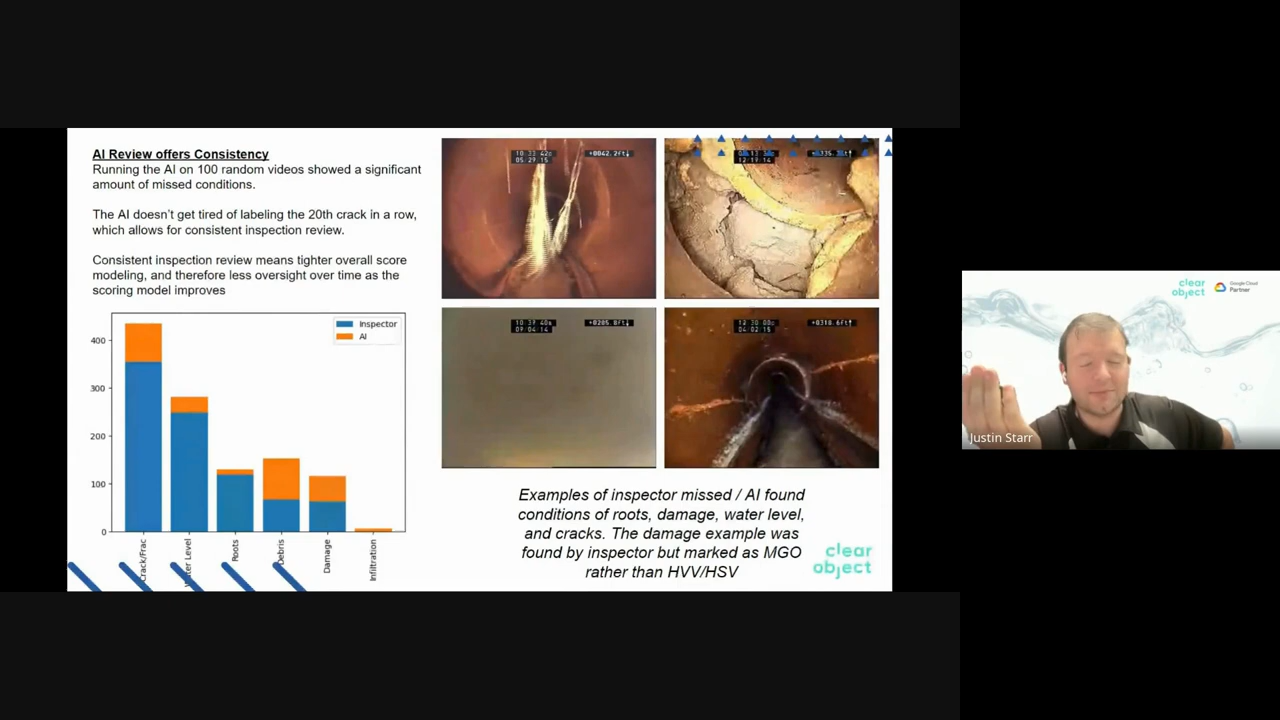 AI Review offers Consistency
Running the AI on 100 random videos showed a significant
amount of missed conditions.
The AI doesn't get tired of labeling the 20th crack in a row,
which allows for consistent inspection review.
Consistent inspection review means tighter overall score
modeling, and therefore less oversight over time as the
scoring model improves
Inspector
AI
400
300
200
100
0
Crack/Frac
Water Level
Roots
Debris
Damage
Infiltration
Examples of inspector missed / AI found
conditions of roots, damage, water level,
and cracks. The damage example was
found by inspector but marked as MGO
rather than HVV/HSV
clear
object
clear
object
Google Cloud
Partner
Justin Starr